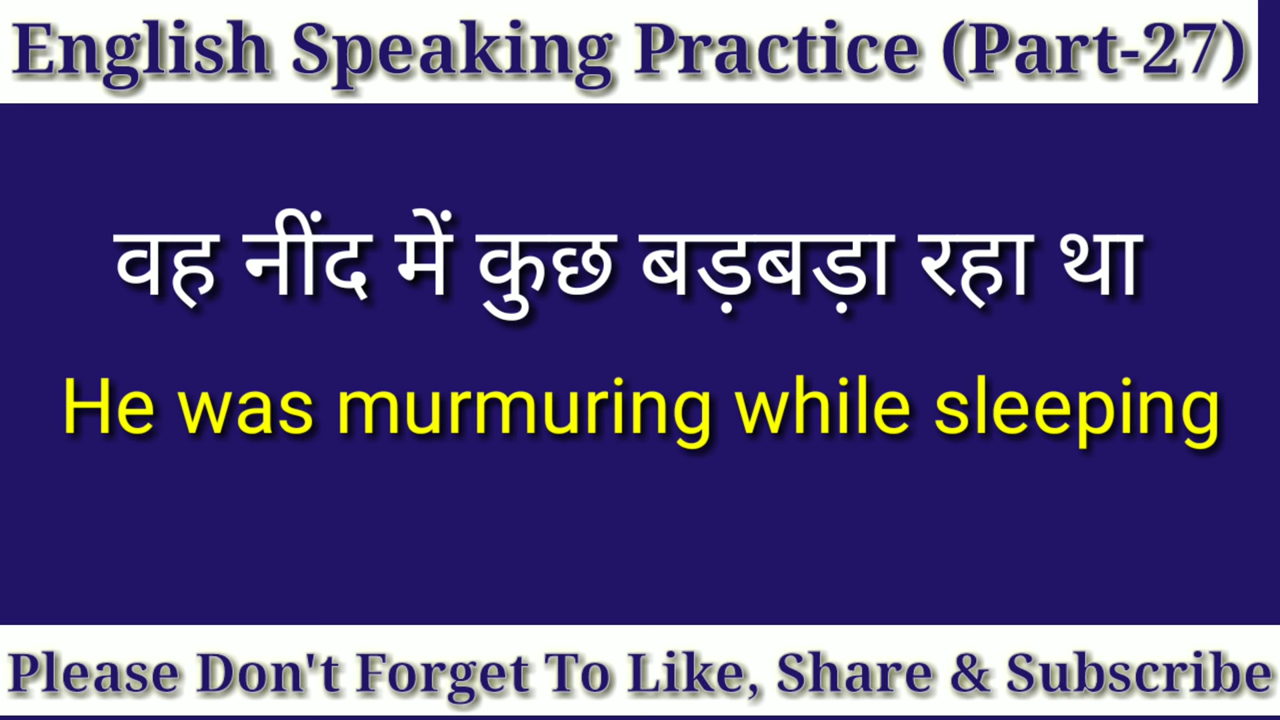 English Speaking Practice (Part-27)
वह नींद में कुछ बड़बड़ा रहा था
He was murmuring while sleeping
Please Don't Forget To Like, Share & Subscribe